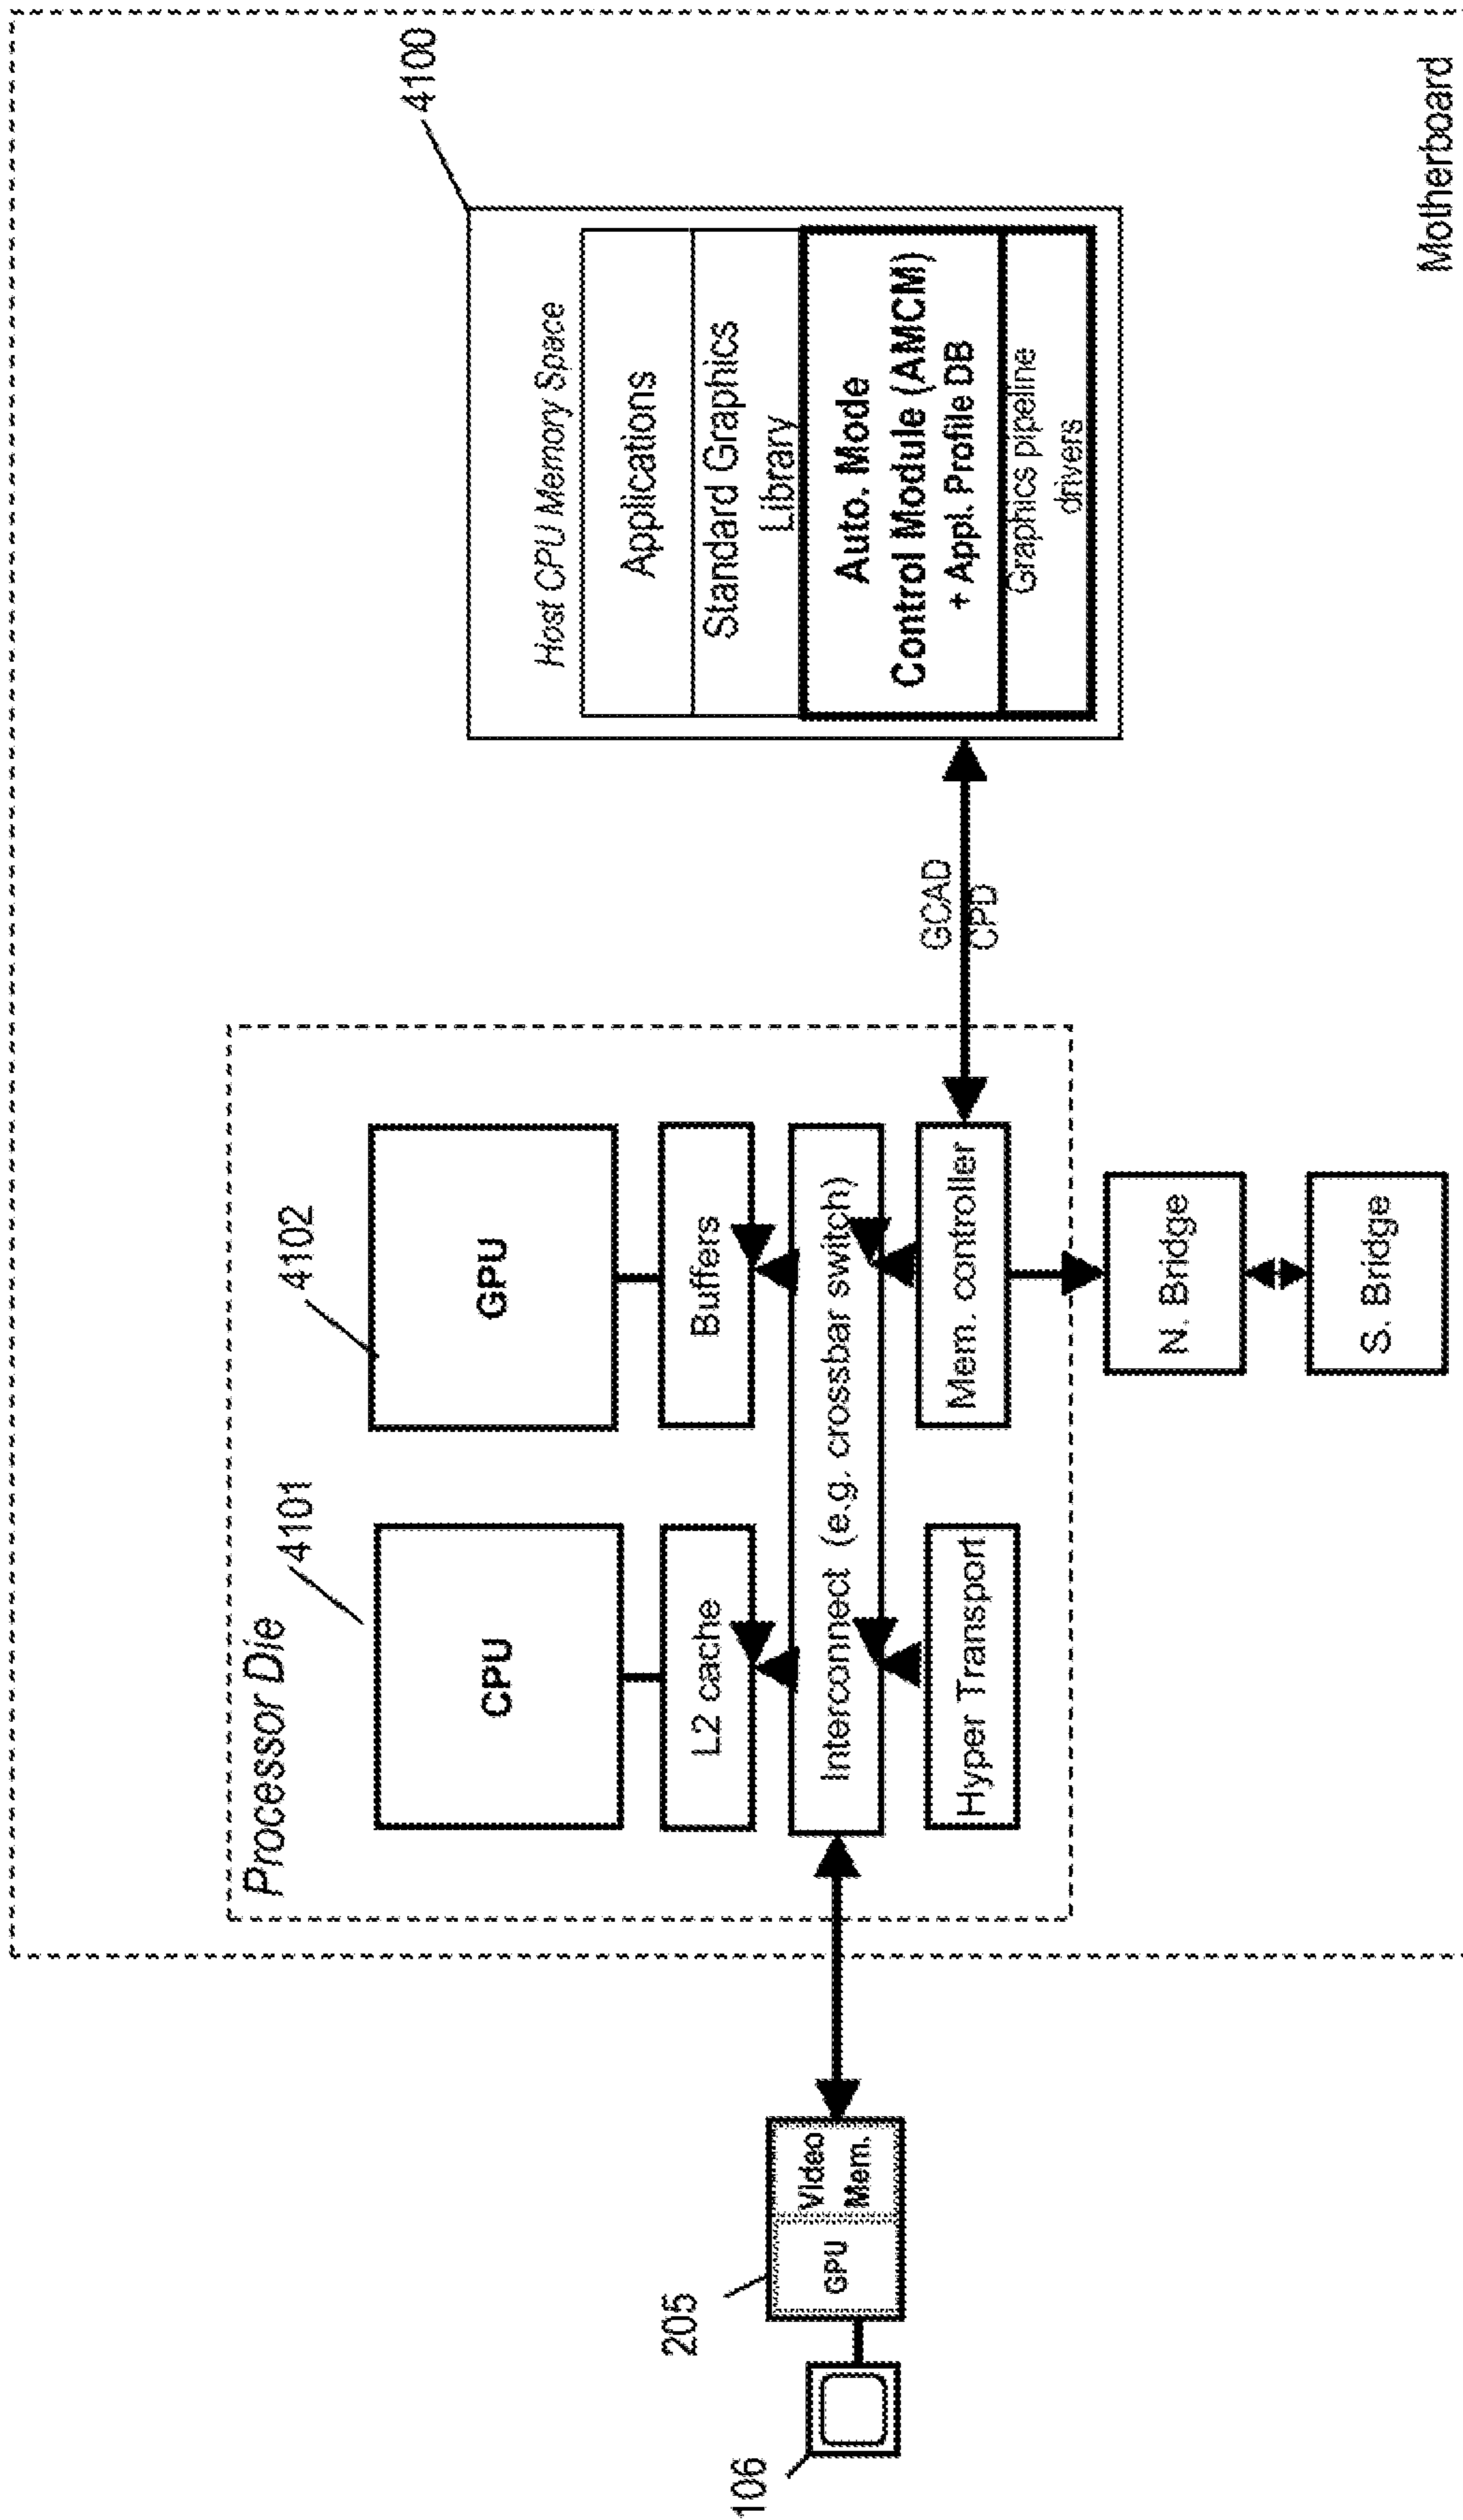 Processor Die
4101
4102
4100
CPU
GPU
L2 cache
Buffers
Interconnect (e.g. crossbar switch)
Hyper Transport
Mem. controller
N. Bridge
S. Bridge
GCAD
CPD
Host CPU Memory Space
Applications
Standard Graphics
Library
Auto. Mode
Control Module (AMCM)
+ Appl. Profile DB
Graphics pipeline
drivers
106
205
GPU
Video
Mem.
Motherboard